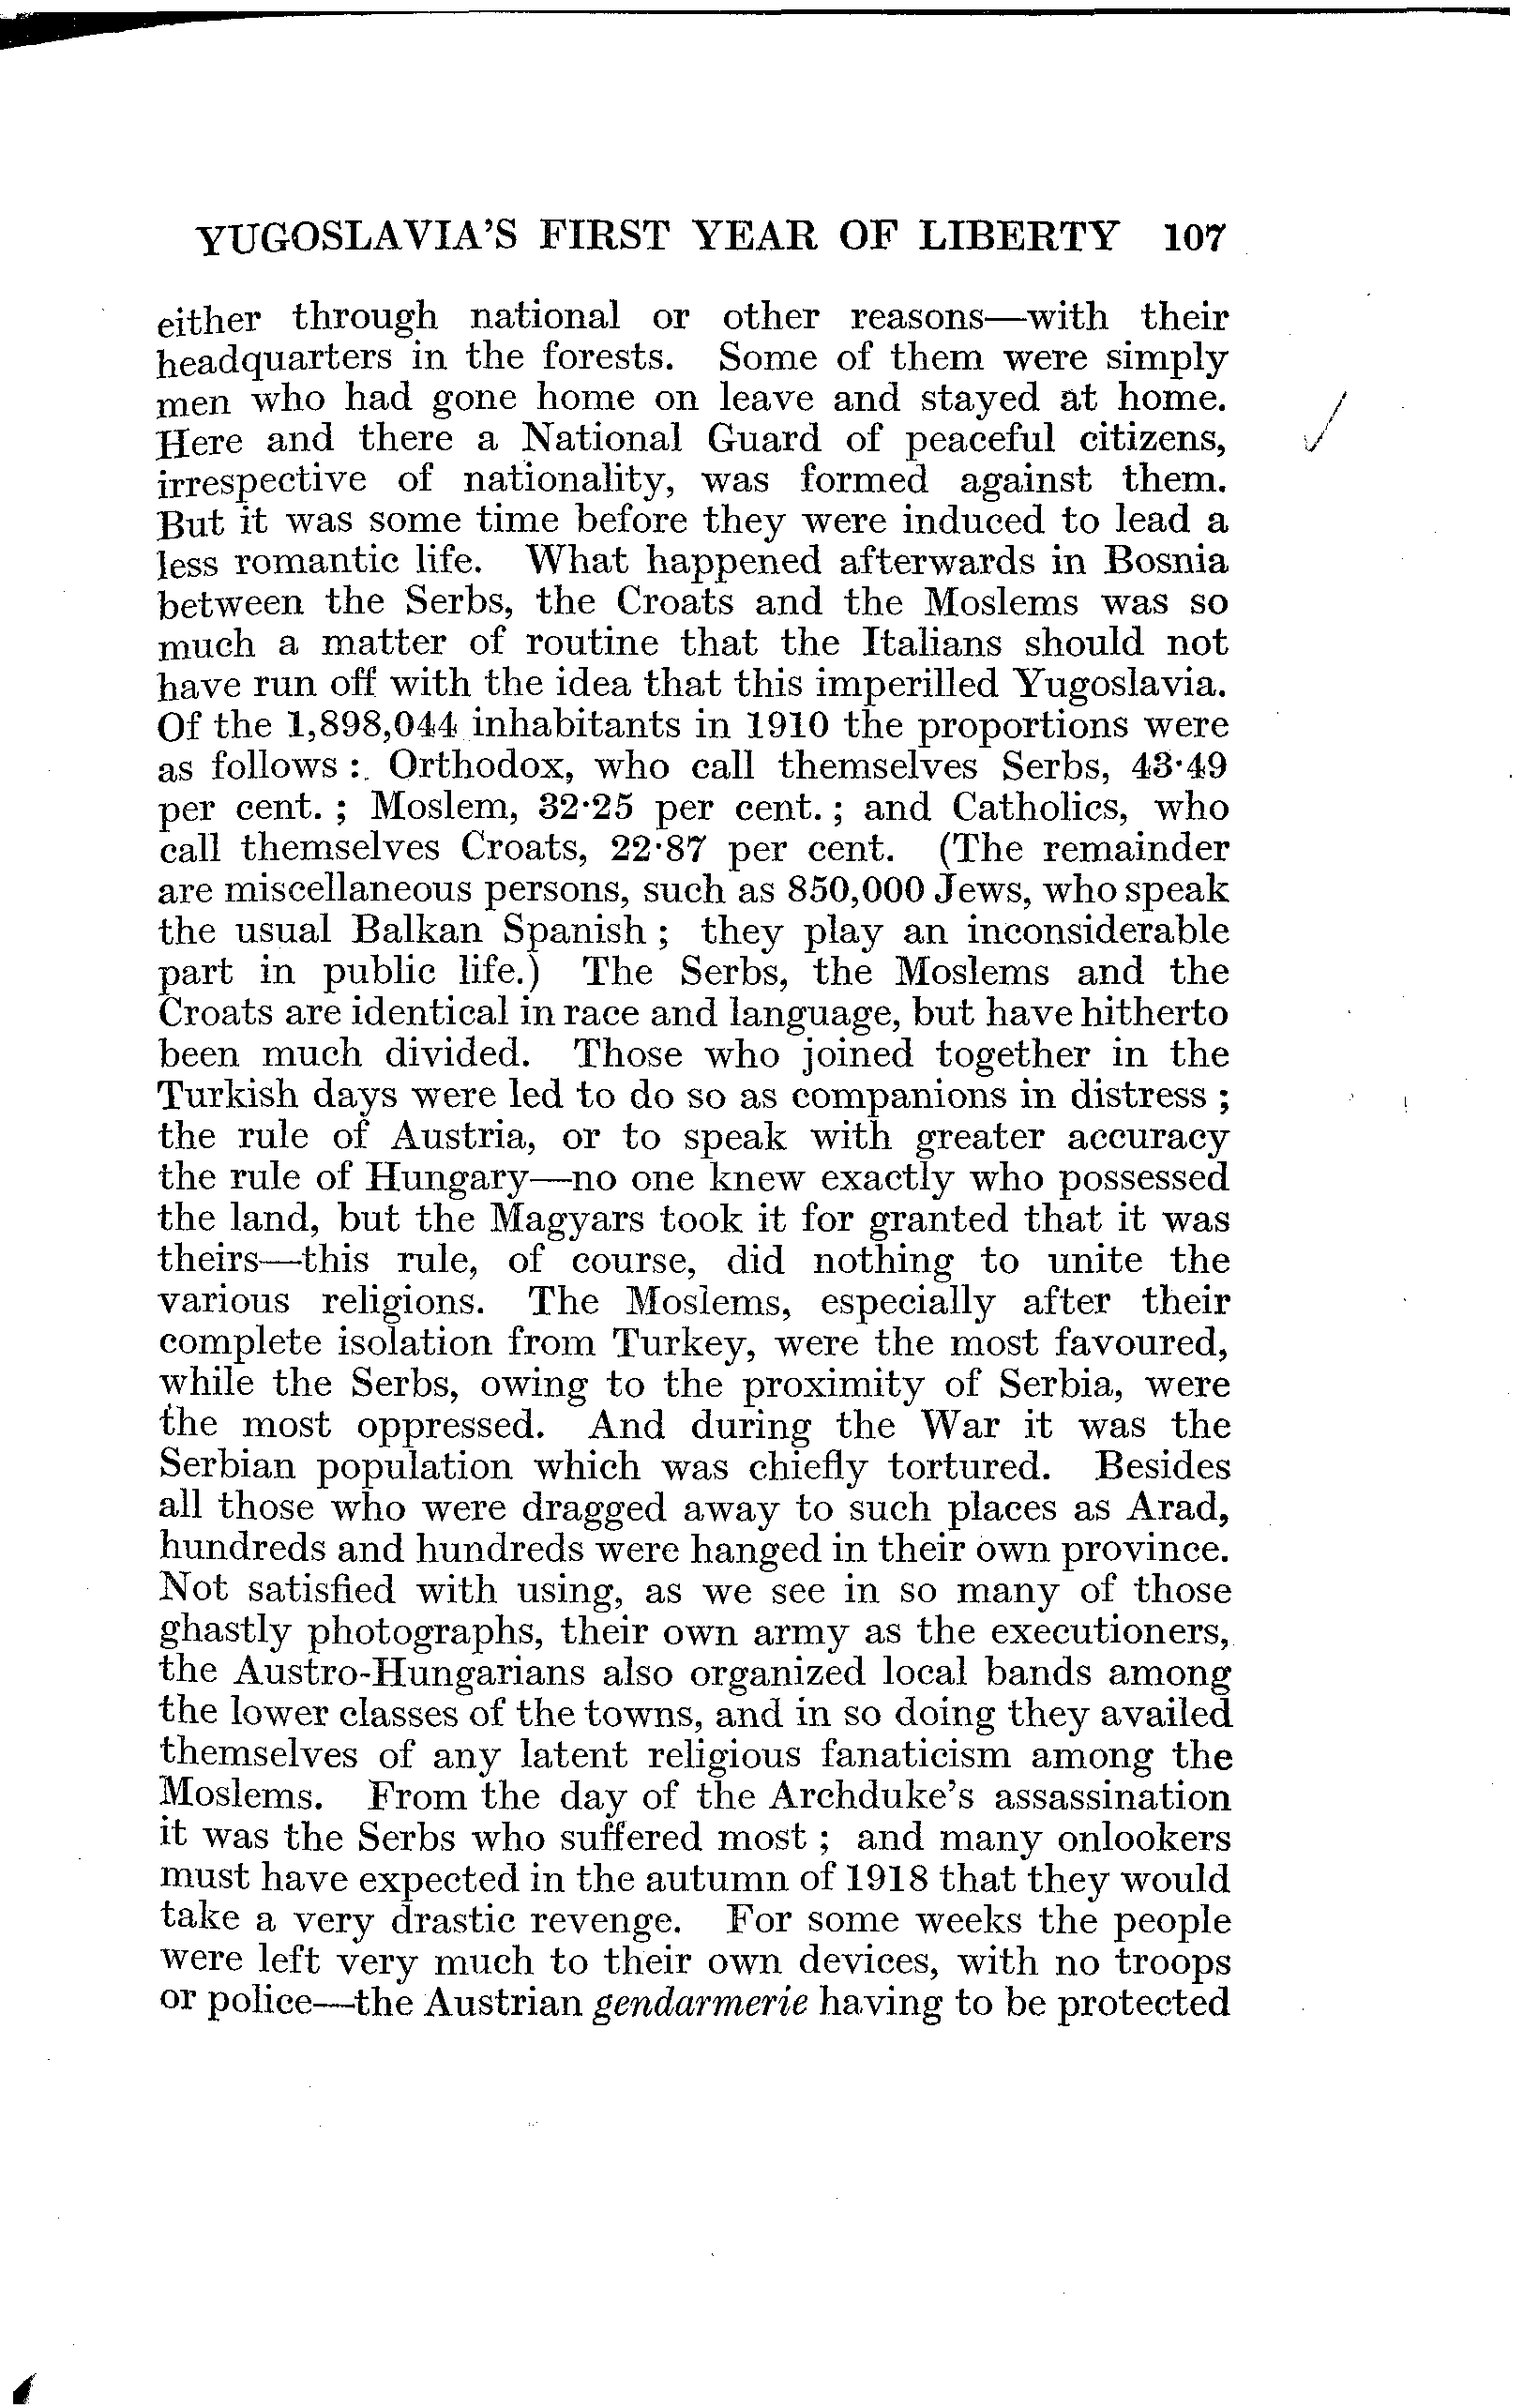 YUGOSLAVIA'S FIRST YEAR OF LIBERTY 107
either through national or other reasons—with their
headquarters in the forests. Some of them were simply
men who had gone home on leave and stayed at home.
Here and there a National Guard of peaceful citizens,
irrespective of nationality, was formed against them.
But it was some time before they were induced to lead a
less romantic life. What happened afterwards in Bosnia
between the Serbs, the Croats and the Moslems was so
much a matter of routine that the Italians should not
have run off with the idea that this imperilled Yugoslavia.
Of the 1,898,044 inhabitants in 1910 the proportions were
as follows : Orthodox, who call themselves Serbs, 43·49
per cent. ; Moslem, 32·25 per cent. ; and Catholics, who
call themselves Croats, 22·87 per cent. (The remainder
are miscellaneous persons, such as 850,000 Jews, who speak
the usual Balkan Spanish ; they play an inconsiderable
part in public life.) The Serbs, the Moslems and the
Croats are identical in race and language, but have hitherto
been much divided. Those who joined together in the
Turkish days were led to do so as companions in distress ;
the rule of Austria, or to speak with greater accuracy
the rule of Hungary—no one knew exactly who possessed
the land, but the Magyars took it for granted that it was
theirs—this rule, of course, did nothing to unite the
various religions. The Moslems, especially after their
complete isolation from Turkey, were the most favoured,
while the Serbs, owing to the proximity of Serbia, were
the most oppressed. And during the War it was the
Serbian population which was chiefly tortured. Besides
all those who were dragged away to such places as Arad,
hundreds and hundreds were hanged in their own province.
Not satisfied with using, as we see in so many of those
ghastly photographs, their own army as the executioners,
the Austro-Hungarians also organized local bands among
the lower classes of the towns, and in so doing they availed
themselves of any latent religious fanaticism among the
Moslems. From the day of the Archduke's assassination
it was the Serbs who suffered most ; and many onlookers
must have expected in the autumn of 1918 that they would
take a very drastic revenge. For some weeks the people
were left very much to their own devices, with no troops
or police—the Austrian gendarmerie having to be protected